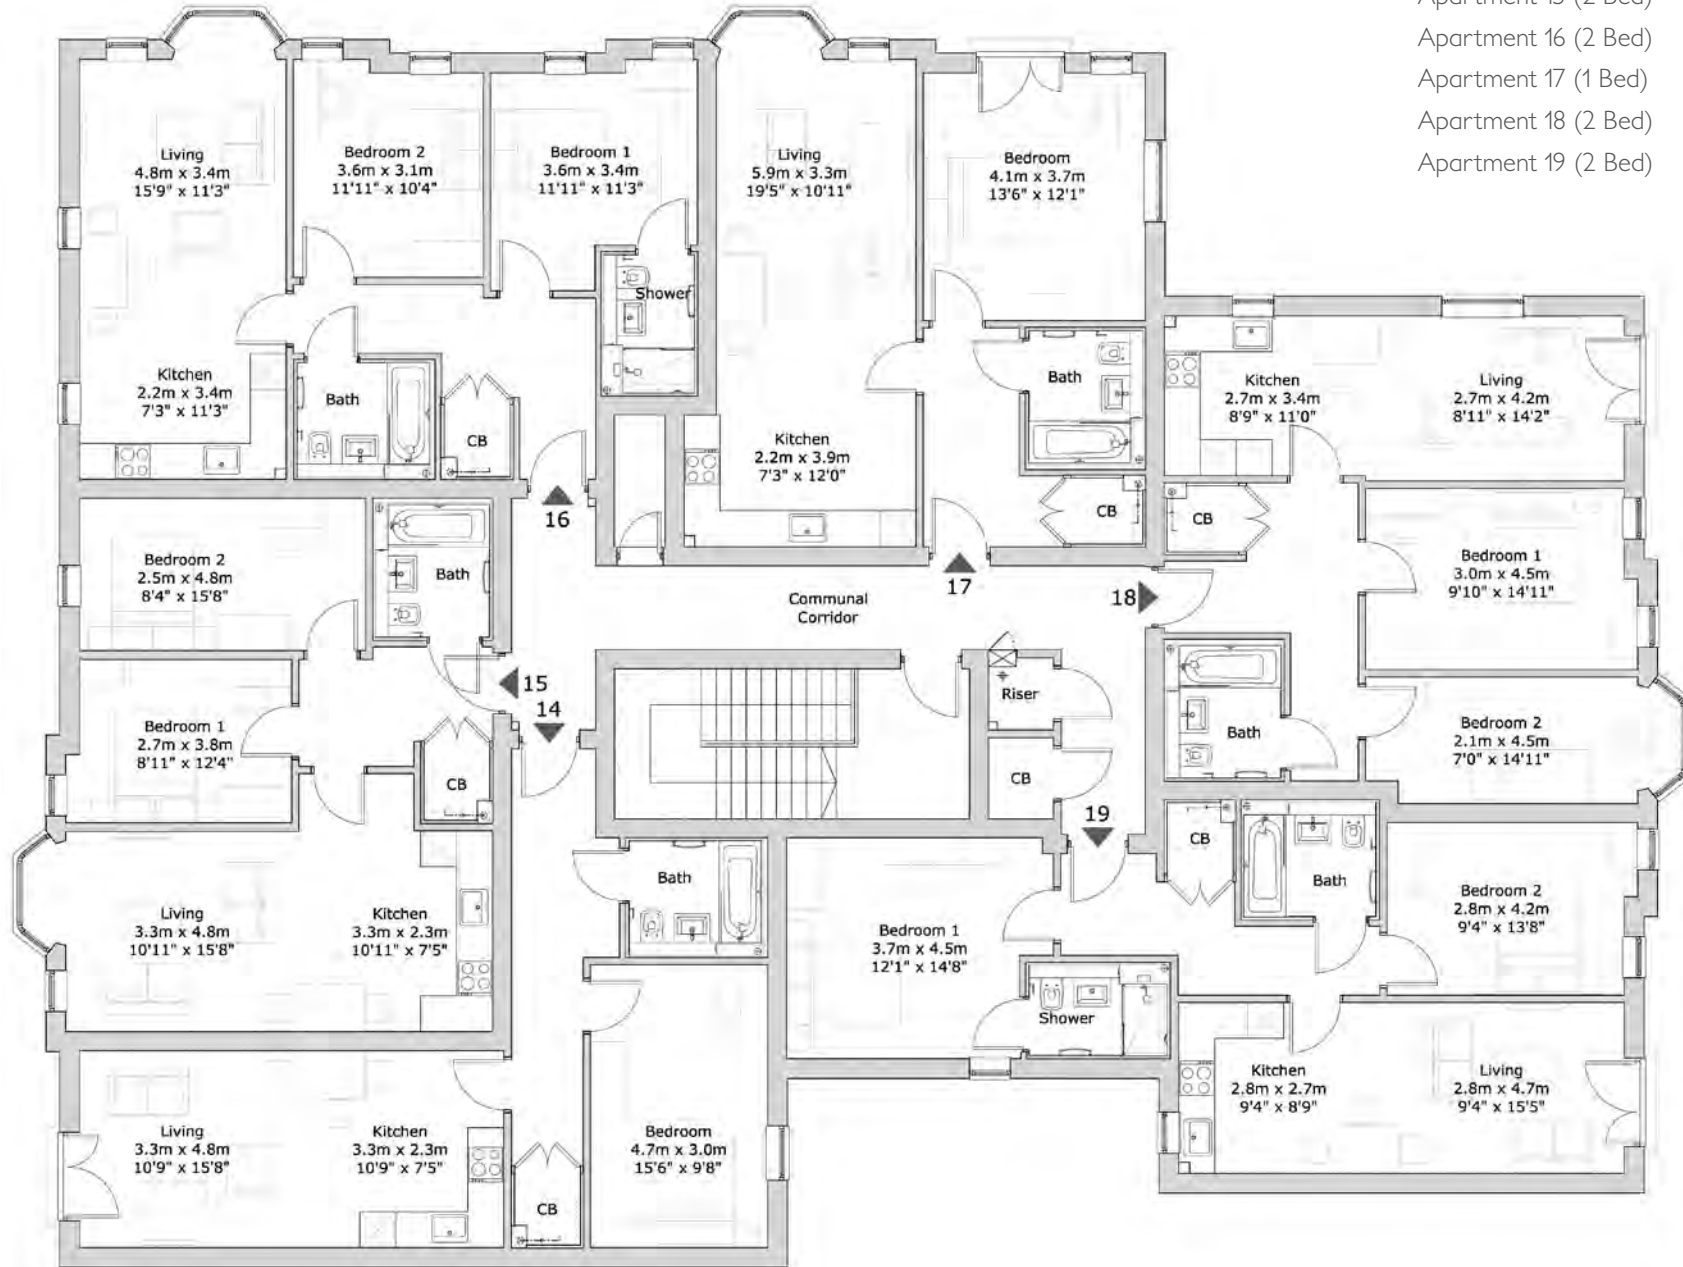 Apartment 15 (2 Bed)
Apartment 16 (2 Bed)
Apartment 17 (1 Bed)
Apartment 18 (2 Bed)
Apartment 19 (2 Bed)
Living
4.8m x 3.4m
15'9" x 11'3"
Bedroom 2
3.6m x 3.1m
11'11" x 10'4"
Bedroom 1
3.6m x 3.4m
11'11" x 11'3"
Living
5.9m x 3.3m
19'5" x 10'11"
Bedroom
4.1m x 3.7m
13'6" x 12'1"
Shower
Kitchen
2.2m x 3.4m
7'3" x 11'3"
Bath
CB
Kitchen
2.2m x 3.9m
7'3" x 12'0"
Bath
Kitchen
2.7m x 3.4m
8'9" x 11'0"
Living
2.7m x 4.2m
8'11" x 14'2"
16
CB
CB
Bedroom 2
2.5m x 4.8m
8'4" x 15'8"
Bath
Communal
Corridor
17
18
Bedroom 1
3.0m x 4.5m
9'10" x 14'11"
15
14
Riser
Bedroom 1
2.7m x 3.8m
8'11" x 12'4"
CB
CB
Bath
Bedroom 2
2.1m x 4.5m
7'0" x 14'11"
19
CB
Living
3.3m x 4.8m
10'11" x 15'8"
Kitchen
3.3m x 2.3m
10'11" x 7'5"
Bath
Bedroom 1
3.7m x 4.5m
12'1" x 14'8"
Bath
Bedroom 2
2.8m x 4.2m
9'4" x 13'8"
Shower
Living
3.3m x 4.8m
10'9" x 15'8"
Kitchen
3.3m x 2.3m
10'9" x 7'5"
CB
Bedroom
4.7m x 3.0m
15'6" x 9'8"
Kitchen
2.8m x 2.7m
9'4" x 8'9"
Living
2.8m x 4.7m
9'4" x 15'5"